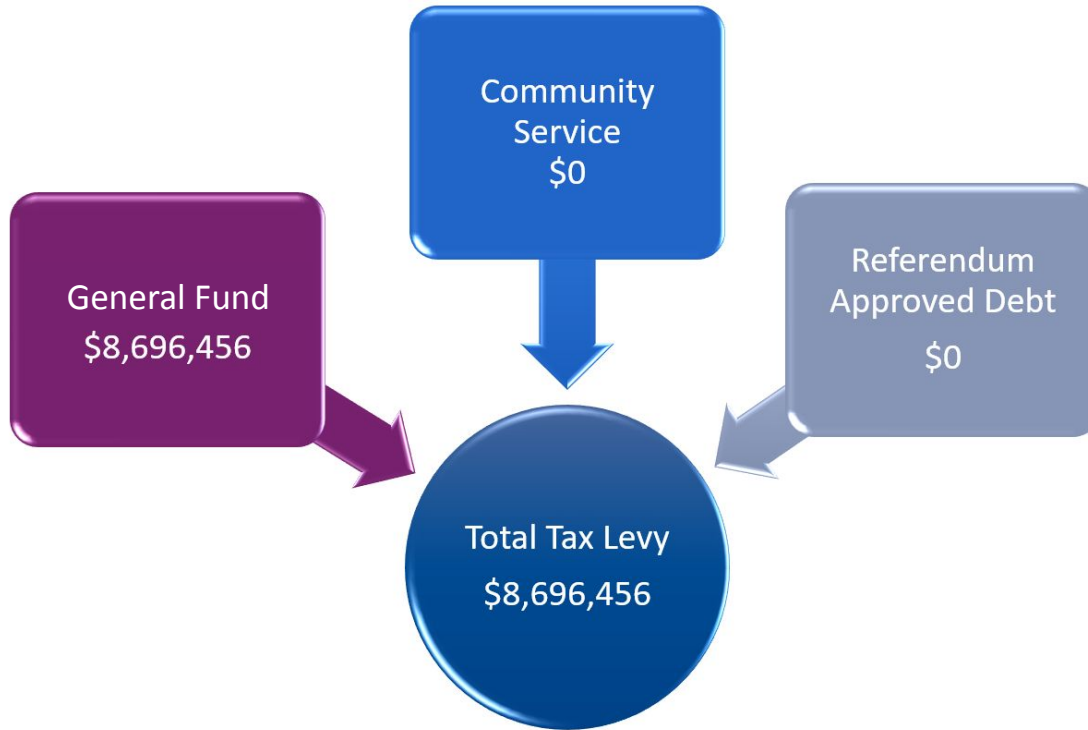 Community
Service
$0
General Fund
$8,696,456
Referendum
Approved Debt
$0
Total Tax Levy
$8,696,456